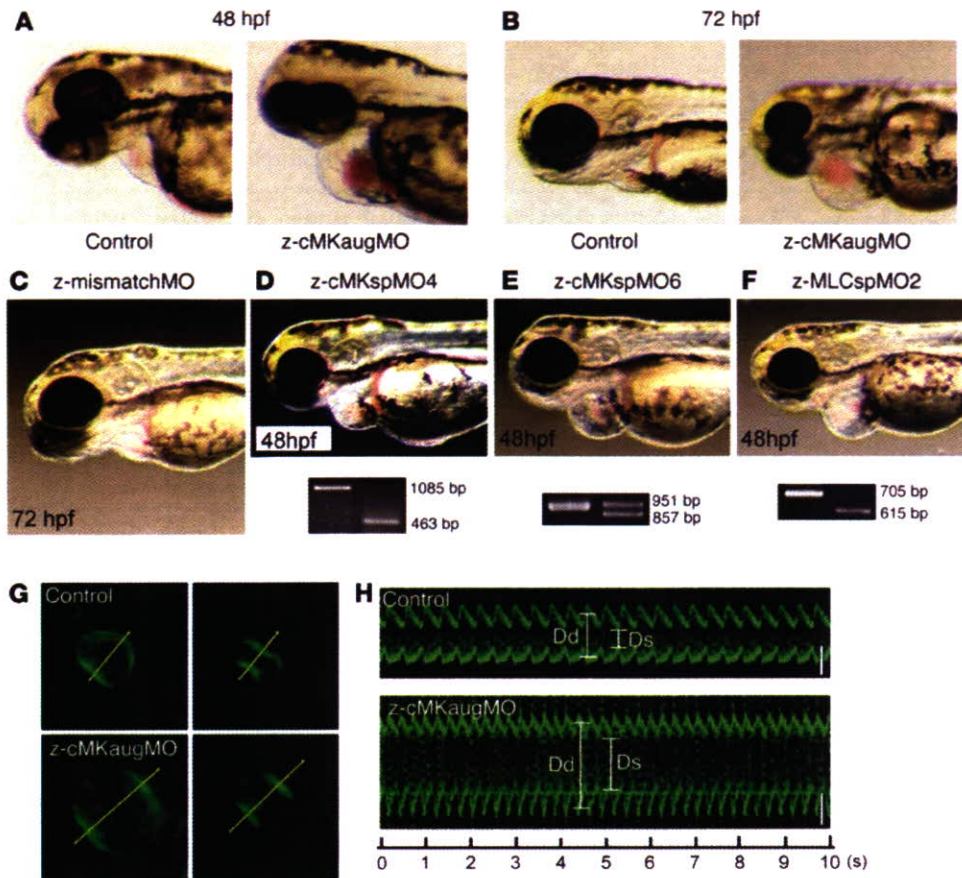 A 48 hpf
B 72 hpf
Control
z-cMKaugMO
Control
z-cMKaugMO
C z-mismatchMO
D z-cMKspMO4
E z-cMKspMO6
F z-MLCspMO2
72 hpf
48hpf
48hpf
48hpf
1085 bp
463 bp
951 bp
857 bp
705 bp
615 bp
G
Control
z-cMKaugMO
H
Control
Dd
Ds
z-cMKaugMO
Dd
Ds
0 1 2 3 4 5 6 7 8 9 10 (s)